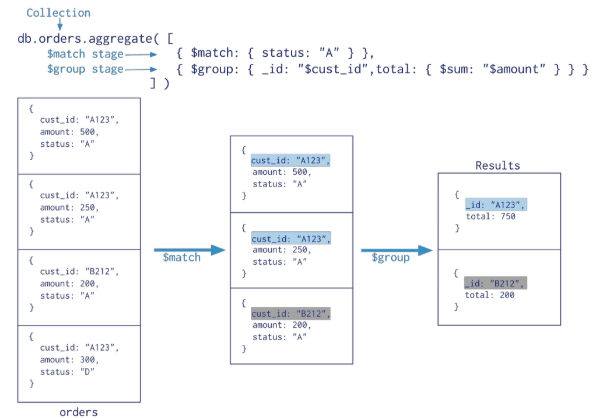 Collection
db.orders.aggregate( [
$match stage { $match: { status: "A" } },
$group stage { $group: { _id: "$cust_id",total: { $sum: "$amount" } } }
] )
{
cust_id: "A123",
amount: 500,
status: "A"
}
{
cust_id: "A123",
amount: 250,
status: "A"
}
{
cust_id: "B212",
amount: 200,
status: "A"
}
{
cust_id: "A123",
amount: 300,
status: "D"
}
orders
$match
{
cust_id: "A123",
amount: 500,
status: "A"
}
{
cust_id: "A123",
amount: 250,
status: "A"
}
{
cust_id: "B212",
amount: 200,
status: "A"
}
$group
Results
{
_id: "A123",
total: 750
}
{
_id: "B212",
total: 200
}